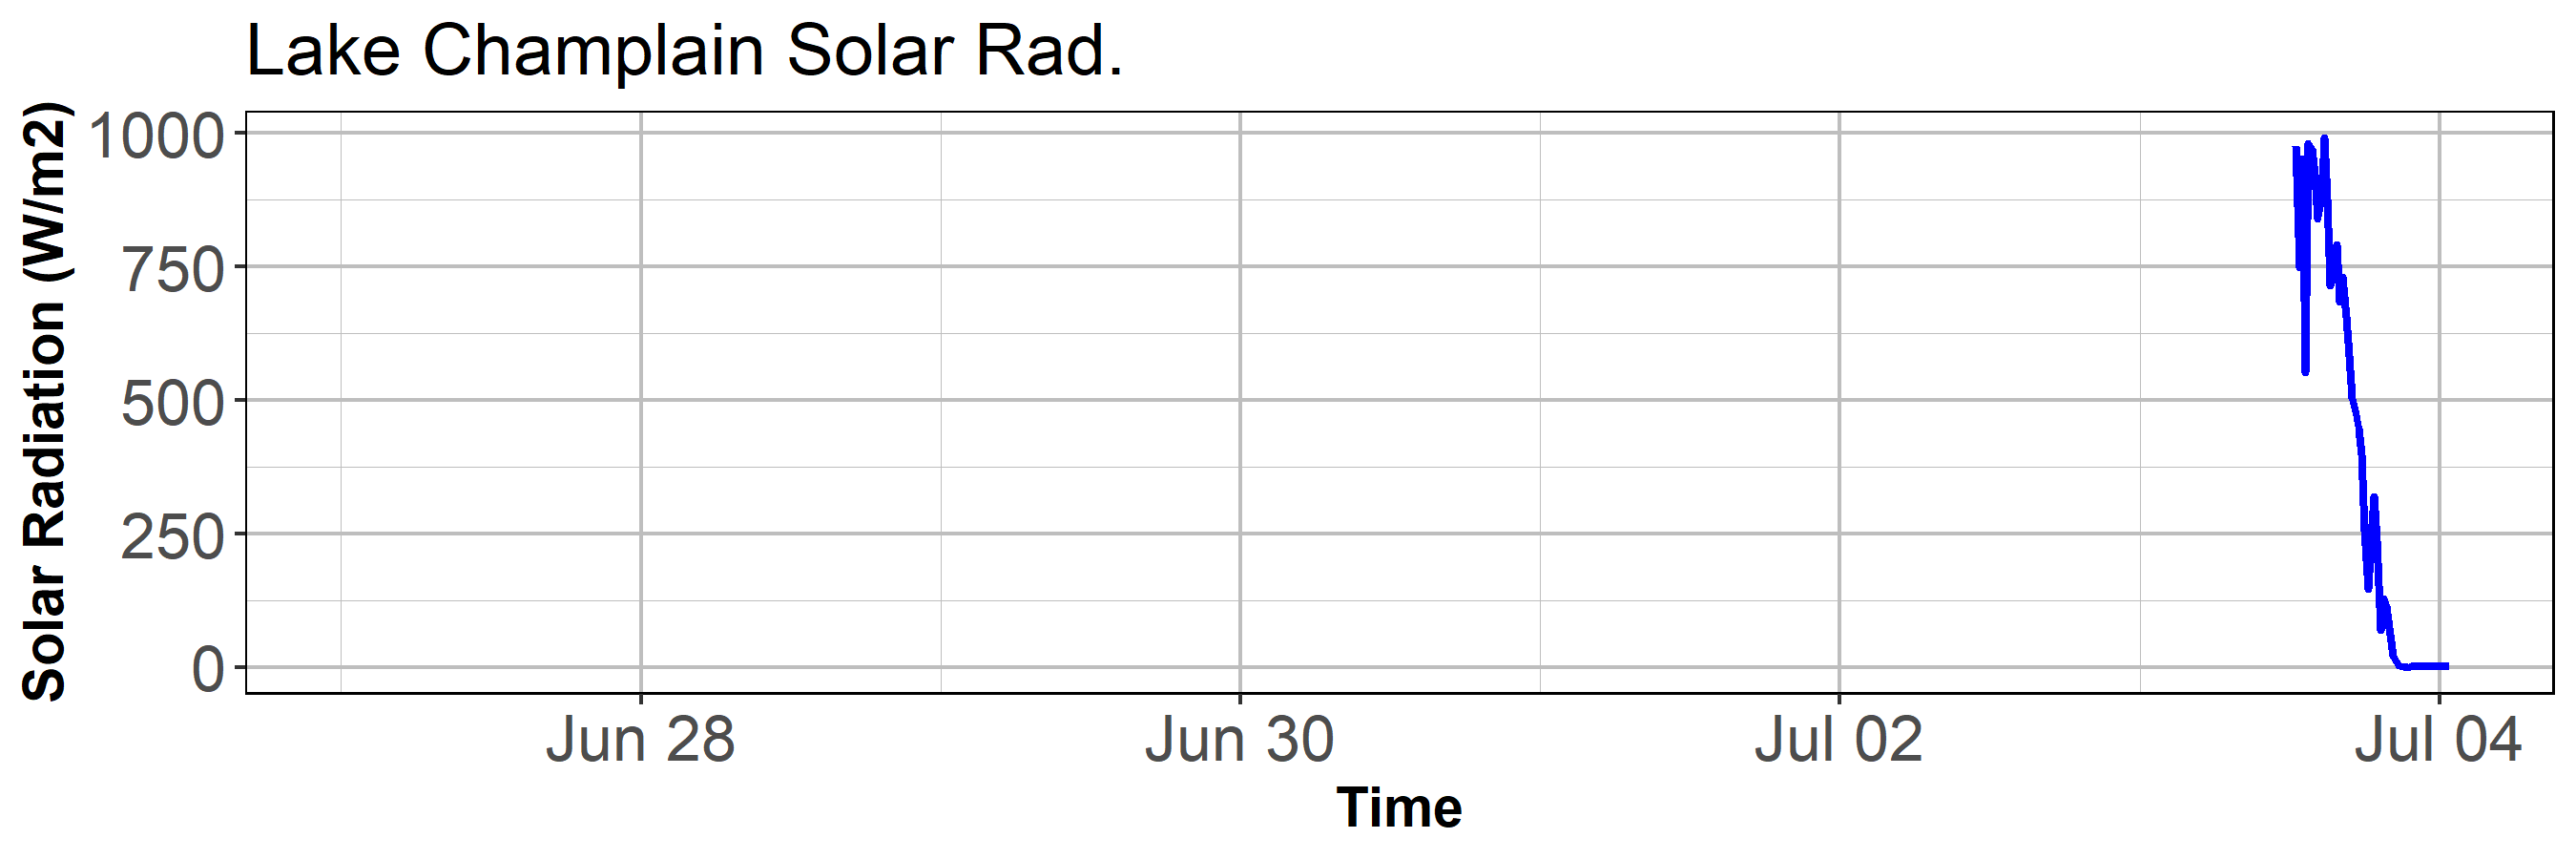 Lake Champlain Solar Rad.
Solar Radiation (W/m2)
1000
750
500
250
0
Jun 28
Jun 30
Jul 02
Jul 04
Time